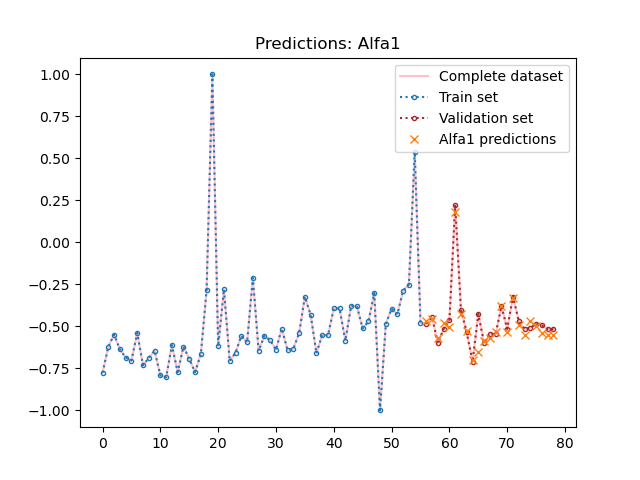 Predictions: Alfa1
Complete dataset
Train set
Validation set
Alfa1 predictions
1.00
0.75
0.50
0.25
0.00
−0.25
−0.50
−0.75
−1.00
0 10 20 30 40 50 60 70 80